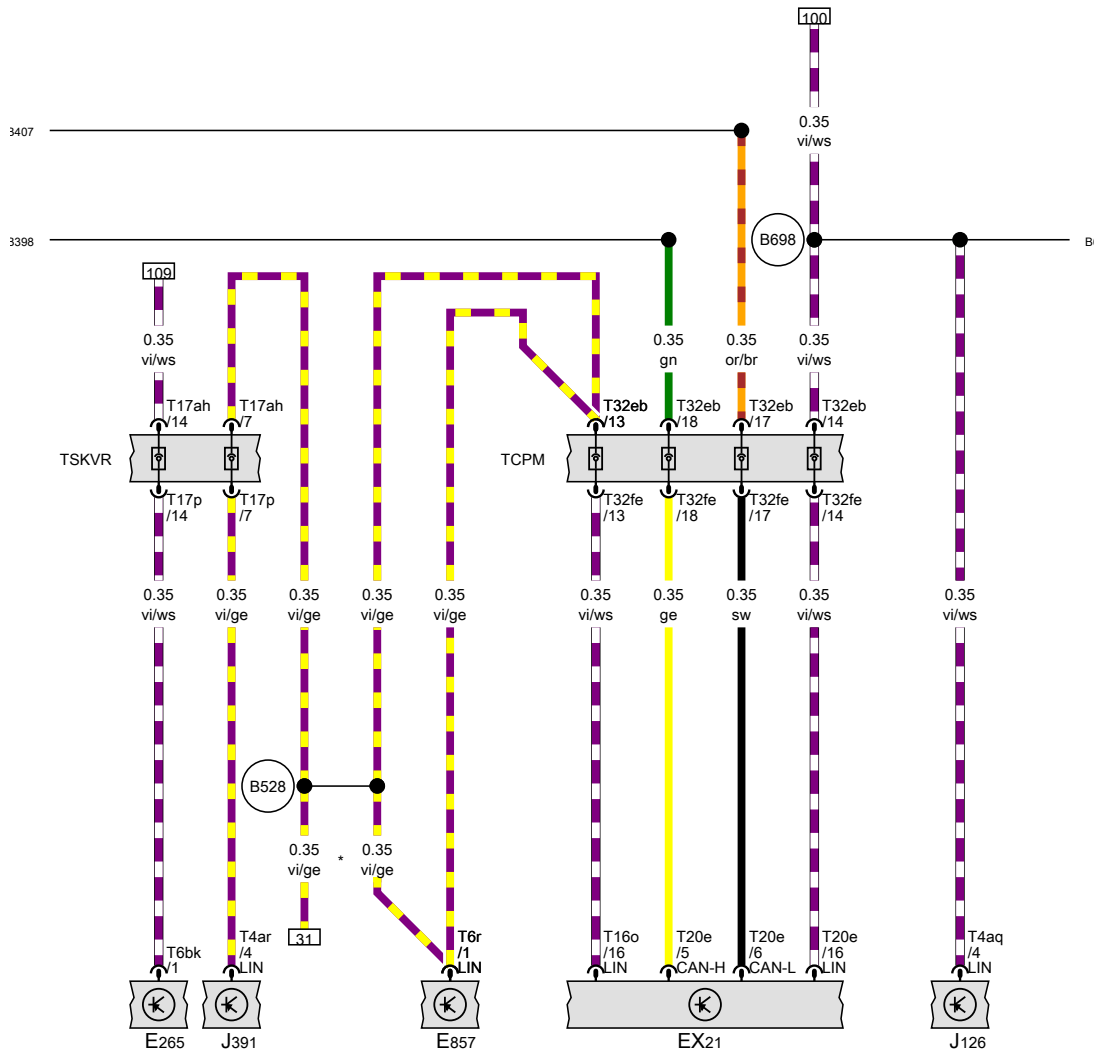 100
3407
0.35
vi/ws
3398
B698
B
109
0.35
vi/ws
0.35
gn
0.35
or/br
0.35
vi/ws
T17ah
/14
T17ah
/7
T32eb
/13
T32eb
/18
T32eb
/17
T32eb
/14
TSKVR
TCPM
T17p
/14
T17p
/7
T32fe
/13
T32fe
/18
T32fe
/17
T32fe
/14
0.35
vi/ws
0.35
vi/ge
0.35
vi/ge
0.35
vi/ge
0.35
vi/ge
0.35
vi/ws
0.35
ge
0.35
sw
0.35
vi/ws
0.35
vi/ws
B528
0.35
vi/ge
*
0.35
vi/ge
31
T6bk
/1
T4ar
/4
LIN
T6r
/1
LIN
T16o
/16
LIN
T20e
/5
CAN-H
T20e
/6
CAN-L
T20e
/16
LIN
T4aq
/4
LIN
E265
J391
E857
EX21
J126